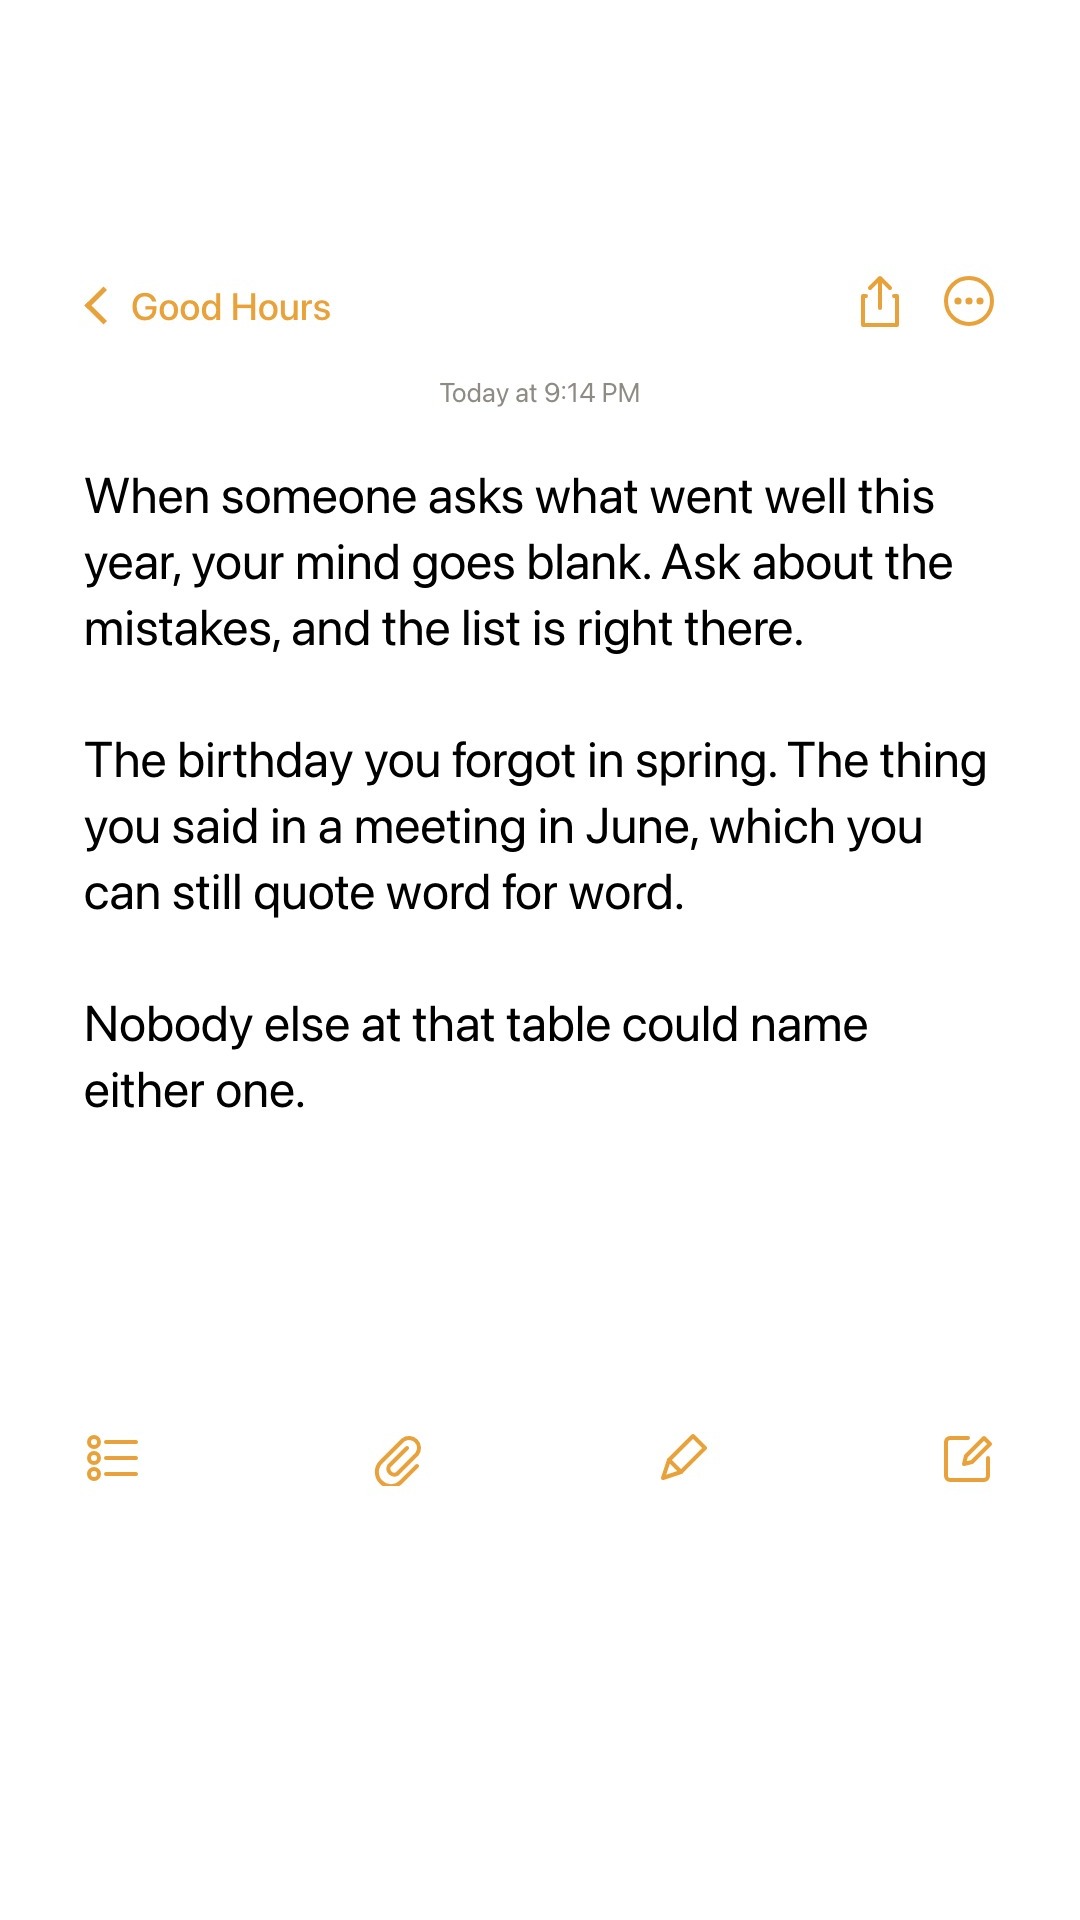 Good Hours
Today at 9:14 PM
When someone asks what went well this
year, your mind goes blank. Ask about the
mistakes, and the list is right there.
The birthday you forgot in spring. The thing
you said in a meeting in June, which you
can still quote word for word.
Nobody else at that table could name
either one.